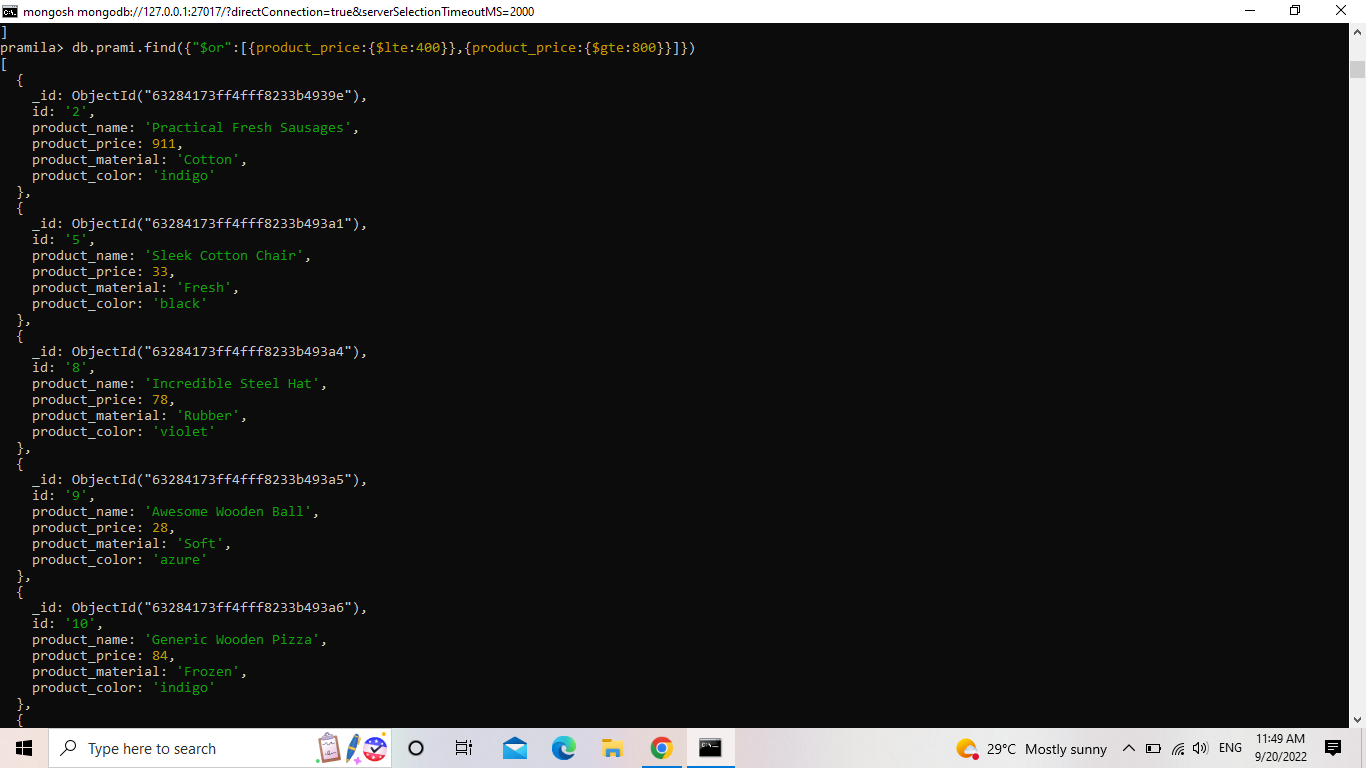 mongosh mongodb://127.0.0.1:27017/?directConnection=true&serverSelectionTimeoutMS=2000
]
pramila> db.prami.find({"$or":[{product_price:{$lte:400}},{product_price:{$gte:800}}]})
[
  {
    _id: ObjectId("63284173ff4fff8233b4939e"),
    id: '2',
    product_name: 'Practical Fresh Sausages',
    product_price: 911,
    product_material: 'Cotton',
    product_color: 'indigo'
  },
  {
    _id: ObjectId("63284173ff4fff8233b493a1"),
    id: '5',
    product_name: 'Sleek Cotton Chair',
    product_price: 33,
    product_material: 'Fresh',
    product_color: 'black'
  },
  {
    _id: ObjectId("63284173ff4fff8233b493a4"),
    id: '8',
    product_name: 'Incredible Steel Hat',
    product_price: 78,
    product_material: 'Rubber',
    product_color: 'violet'
  },
  {
    _id: ObjectId("63284173ff4fff8233b493a5"),
    id: '9',
    product_name: 'Awesome Wooden Ball',
    product_price: 28,
    product_material: 'Soft',
    product_color: 'azure'
  },
  {
    _id: ObjectId("63284173ff4fff8233b493a6"),
    id: '10',
    product_name: 'Generic Wooden Pizza',
    product_price: 84,
    product_material: 'Frozen',
    product_color: 'indigo'
  },
  {
Type here to search
29°C Mostly sunny
ENG
11:49 AM
9/20/2022